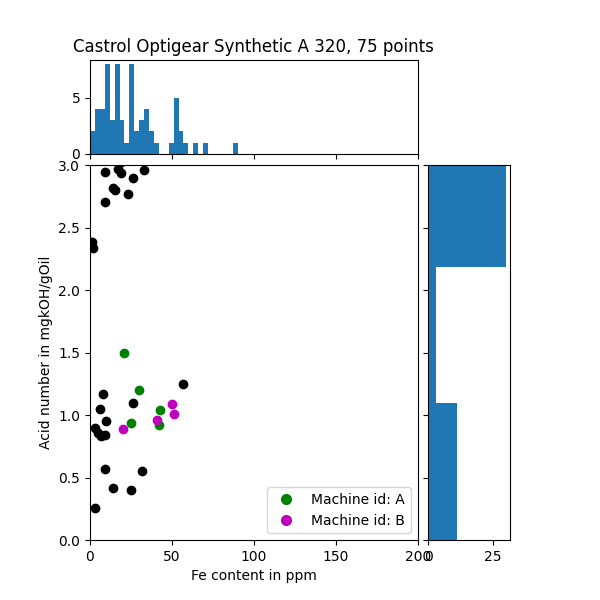 Castrol Optigear Synthetic A 320, 75 points
5
0
3.0
2.5
2.0
1.5
1.0
0.5
0.0
Acid number in mgkOH/gOil
Machine id: A
Machine id: B
0 50 100 150 200
0 25
Fe content in ppm